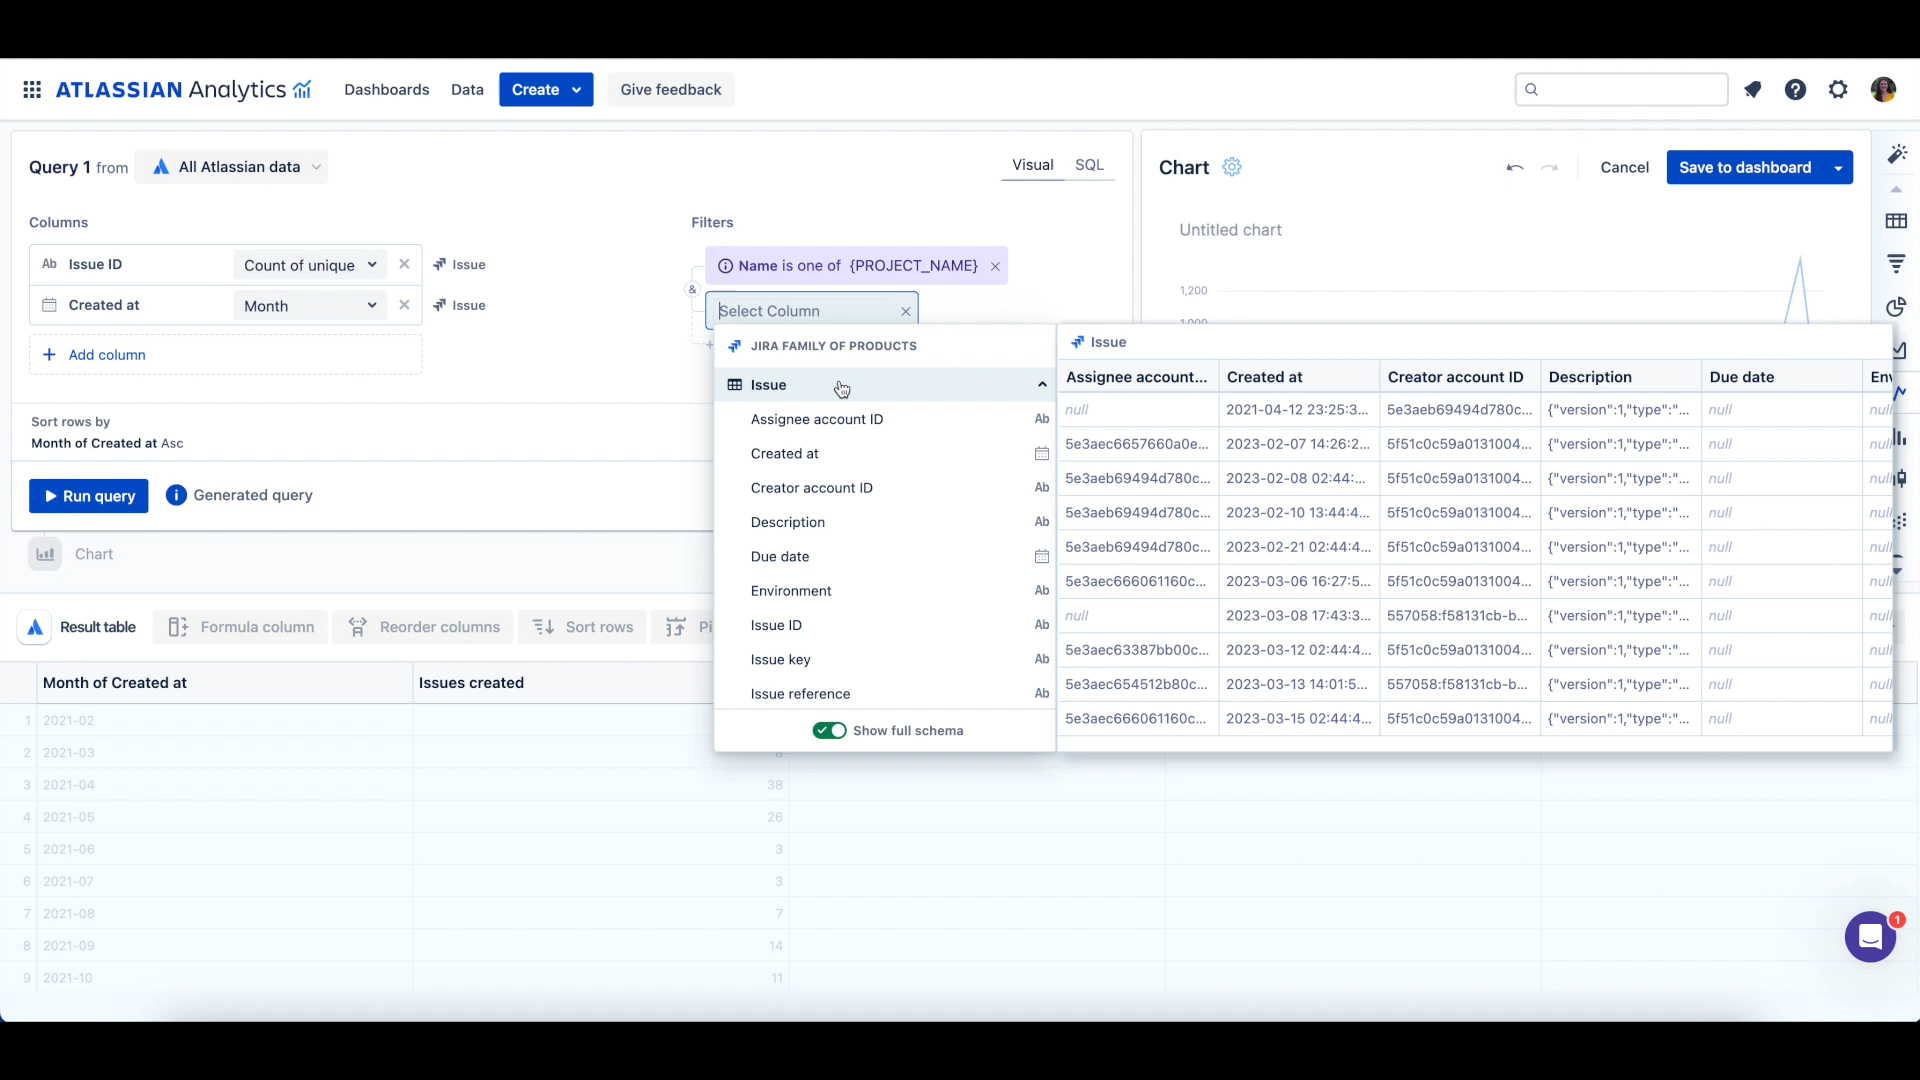 ATLASSIAN Analytics
Dashboards
Data
Create
Give feedback
Query 1 from
All Atlassian data
Visual
SQL
Columns
Ab Issue ID
Count of unique
Issue
Created at
Month
Issue
+ Add column
Sort rows by
Month of Created at Asc
Run query
Generated query
Chart
Filters
Name is one of {PROJECT_NAME}
&
Select Column
JIRA FAMILY OF PRODUCTS
Issue
Assignee account ID Ab
Created at
Creator account ID Ab
Description Ab
Due date
Environment Ab
Issue ID Ab
Issue key Ab
Issue reference Ab
Show full schema
Chart
Cancel
Save to dashboard
Untitled chart
1,200
Issue
Assignee account... Created at Creator account ID Description Due date Env
null 2021-04-12 23:25:3... 5e3aeb69494d780c... {"version":1,"type":"... null null
5e3aec6657660a0e... 2023-02-07 14:26:2... 5f51c0c59a0131004... {"version":1,"type":"... null null
5e3aeb69494d780c... 2023-02-08 02:44:... 5f51c0c59a0131004... {"version":1,"type":"... null null
5e3aeb69494d780c... 2023-02-10 13:44:4... 5f51c0c59a0131004... {"version":1,"type":"... null null
5e3aeb69494d780c... 2023-02-21 02:44:4... 5f51c0c59a0131004... {"version":1,"type":"... null null
5e3aec666061160c... 2023-03-06 16:27:5... 5f51c0c59a0131004... {"version":1,"type":"... null null
null 2023-03-08 17:43:3... 557058:f58131cb-b... {"version":1,"type":"... null null
5e3aec63387bb00c... 2023-03-12 02:44:4... 5f51c0c59a0131004... {"version":1,"type":"... null null
5e3aec654512b80c... 2023-03-13 14:01:5... 557058:f58131cb-b... {"version":1,"type":"... null null
5e3aec666061160c... 2023-03-15 02:44:4... 5f51c0c59a0131004... {"version":1,"type":"... null null
Result table
Formula column
Reorder columns
Sort rows
Pi
Month of Created at Issues created
1 2021-02
2 2021-03
3 2021-04 38
4 2021-05 26
5 2021-06 3
6 2021-07 3
7 2021-08 7
8 2021-09 14
9 2021-10 11
1